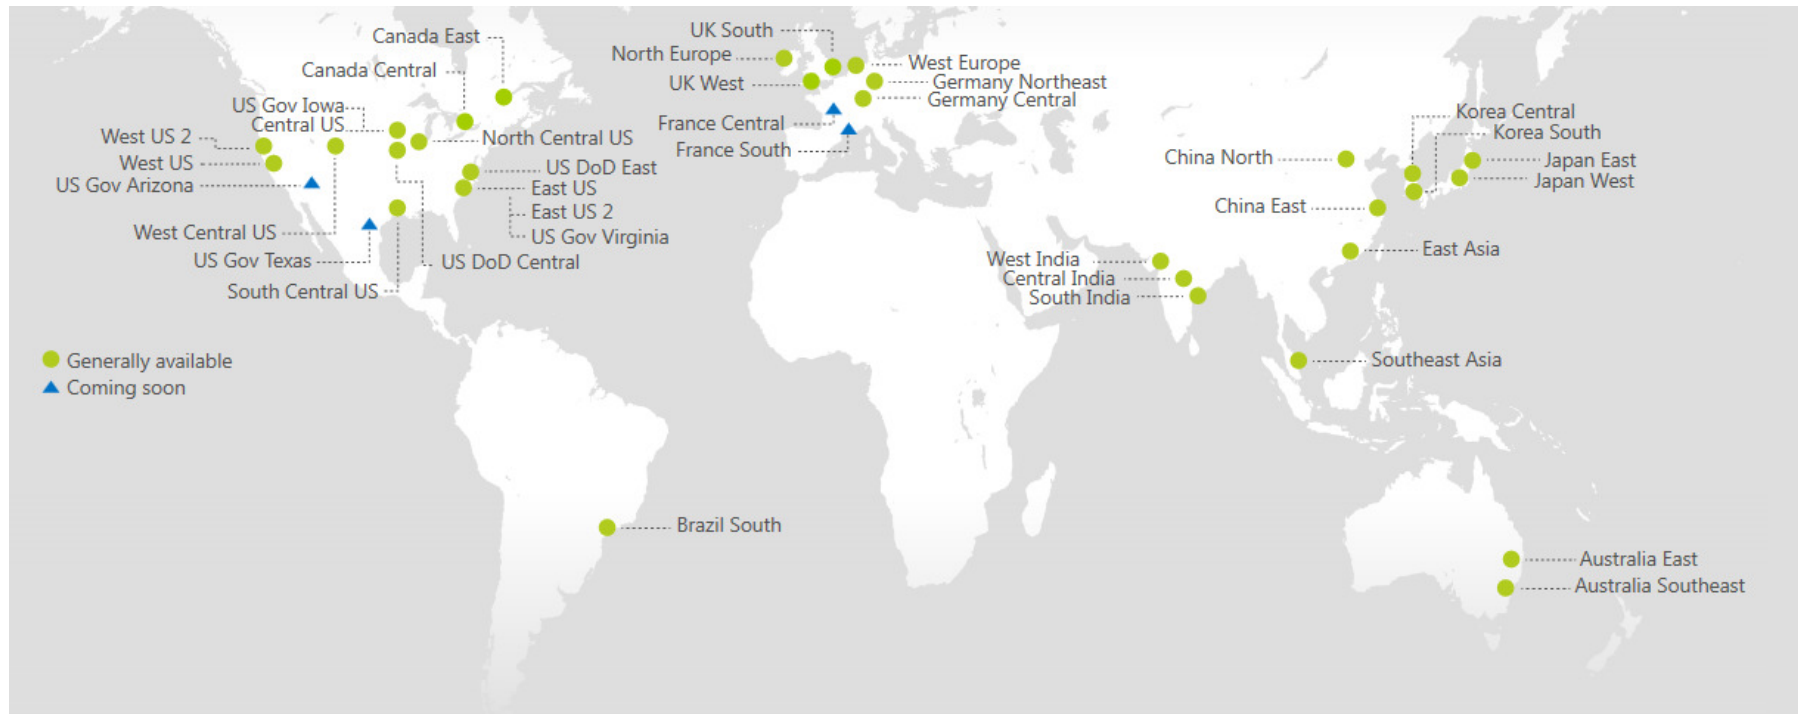 Canada East
Canada Central
US Gov Iowa
Central US
West US 2
West US
US Gov Arizona
West Central US
US Gov Texas
South Central US
North Central US
US DoD East
East US
East US 2
US Gov Virginia
US DoD Central
UK South
North Europe
UK West
West Europe
Germany Northeast
Germany Central
France Central
France South
Korea Central
Korea South
China North
Japan East
Japan West
China East
East Asia
West India
Central India
South India
Southeast Asia
Generally available
Coming soon
Brazil South
Australia East
Australia Southeast